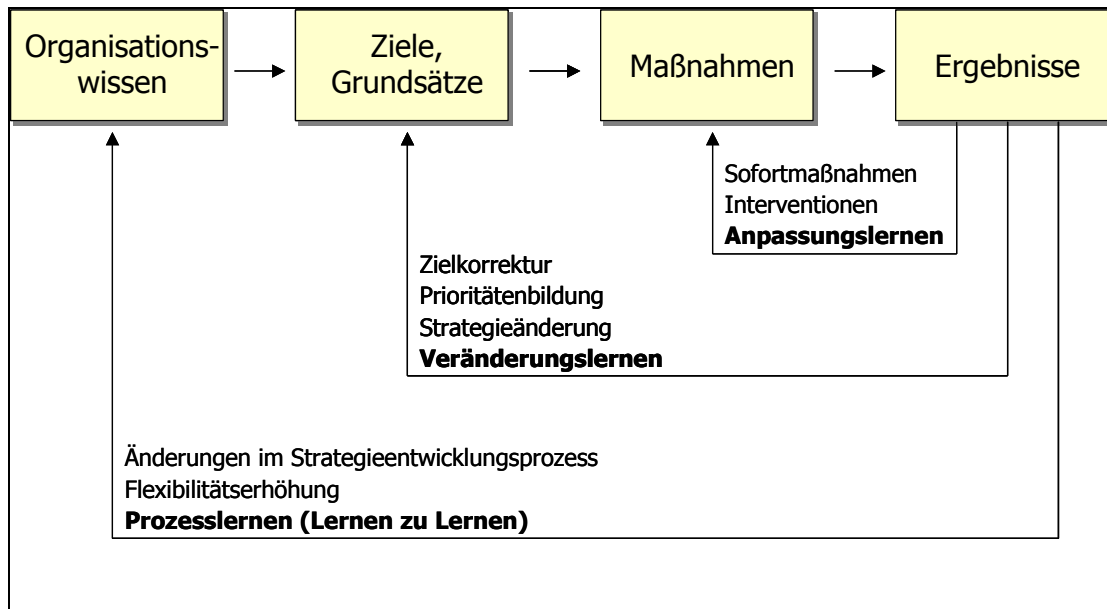 Organisations-
wissen
Ziele,
Grundsätze
Maßnahmen
Ergebnisse
Sofortmaßnahmen
Interventionen
Anpassungslernen
Zielkorrektur
Prioritätenbildung
Strategieänderung
Veränderungslernen
Änderungen im Strategieentwicklungsprozess
Flexibilitätserhöhung
Prozesslernen (Lernen zu Lernen)